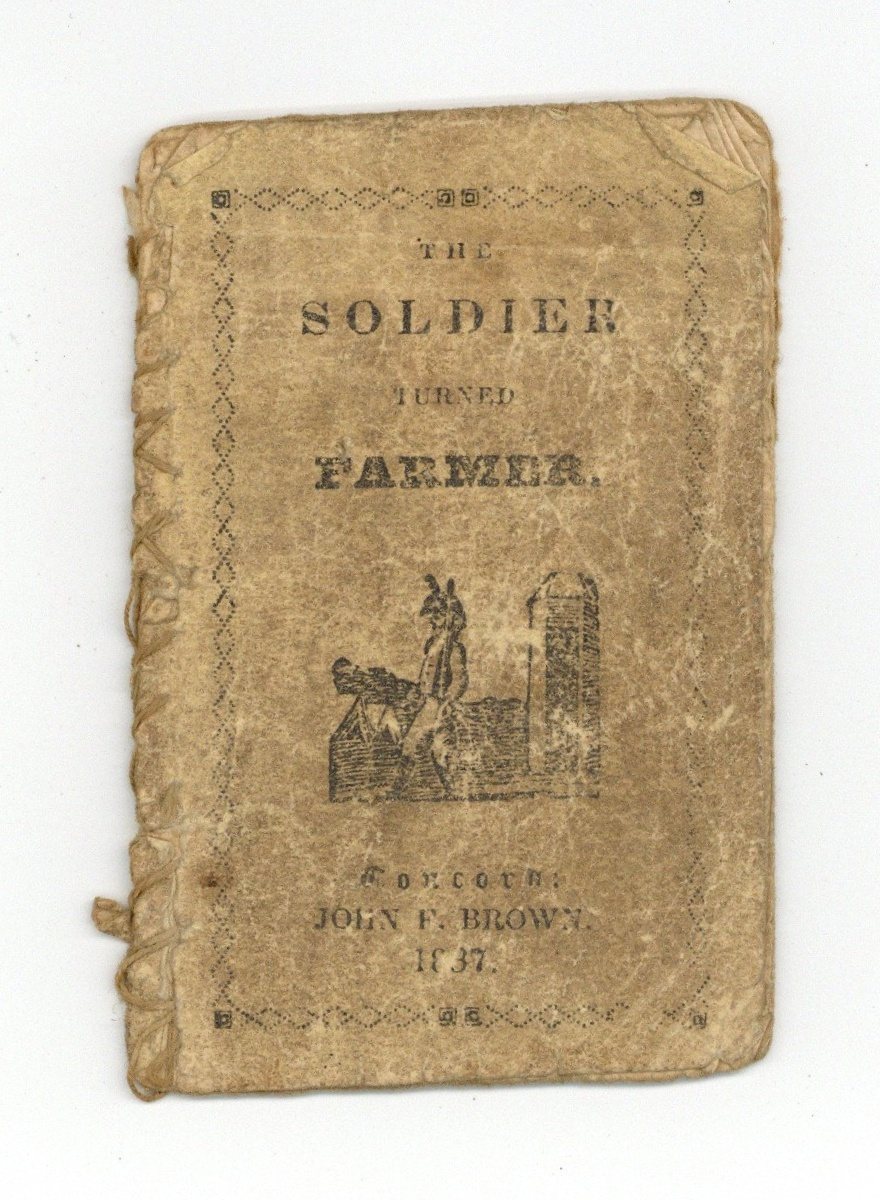 THE
SOLDIER
TURNED
FARMER.
Concord:
JOHN F. BROWN.
1837.